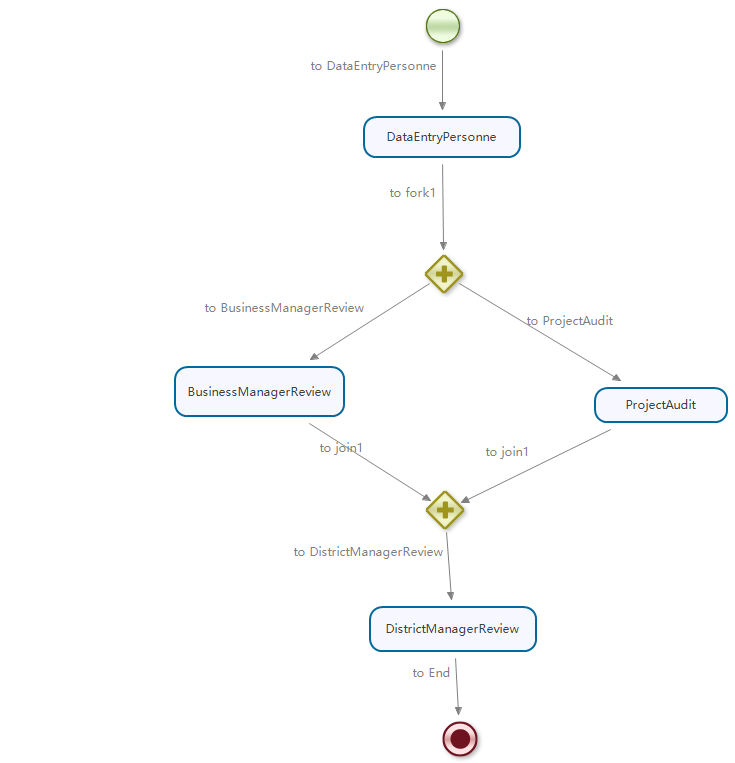 to DataEntryPersonne
DataEntryPersonne
to fork1
to BusinessManagerReview
to ProjectAudit
BusinessManagerReview
ProjectAudit
to join1
to join1
to DistrictManagerReview
DistrictManagerReview
to End